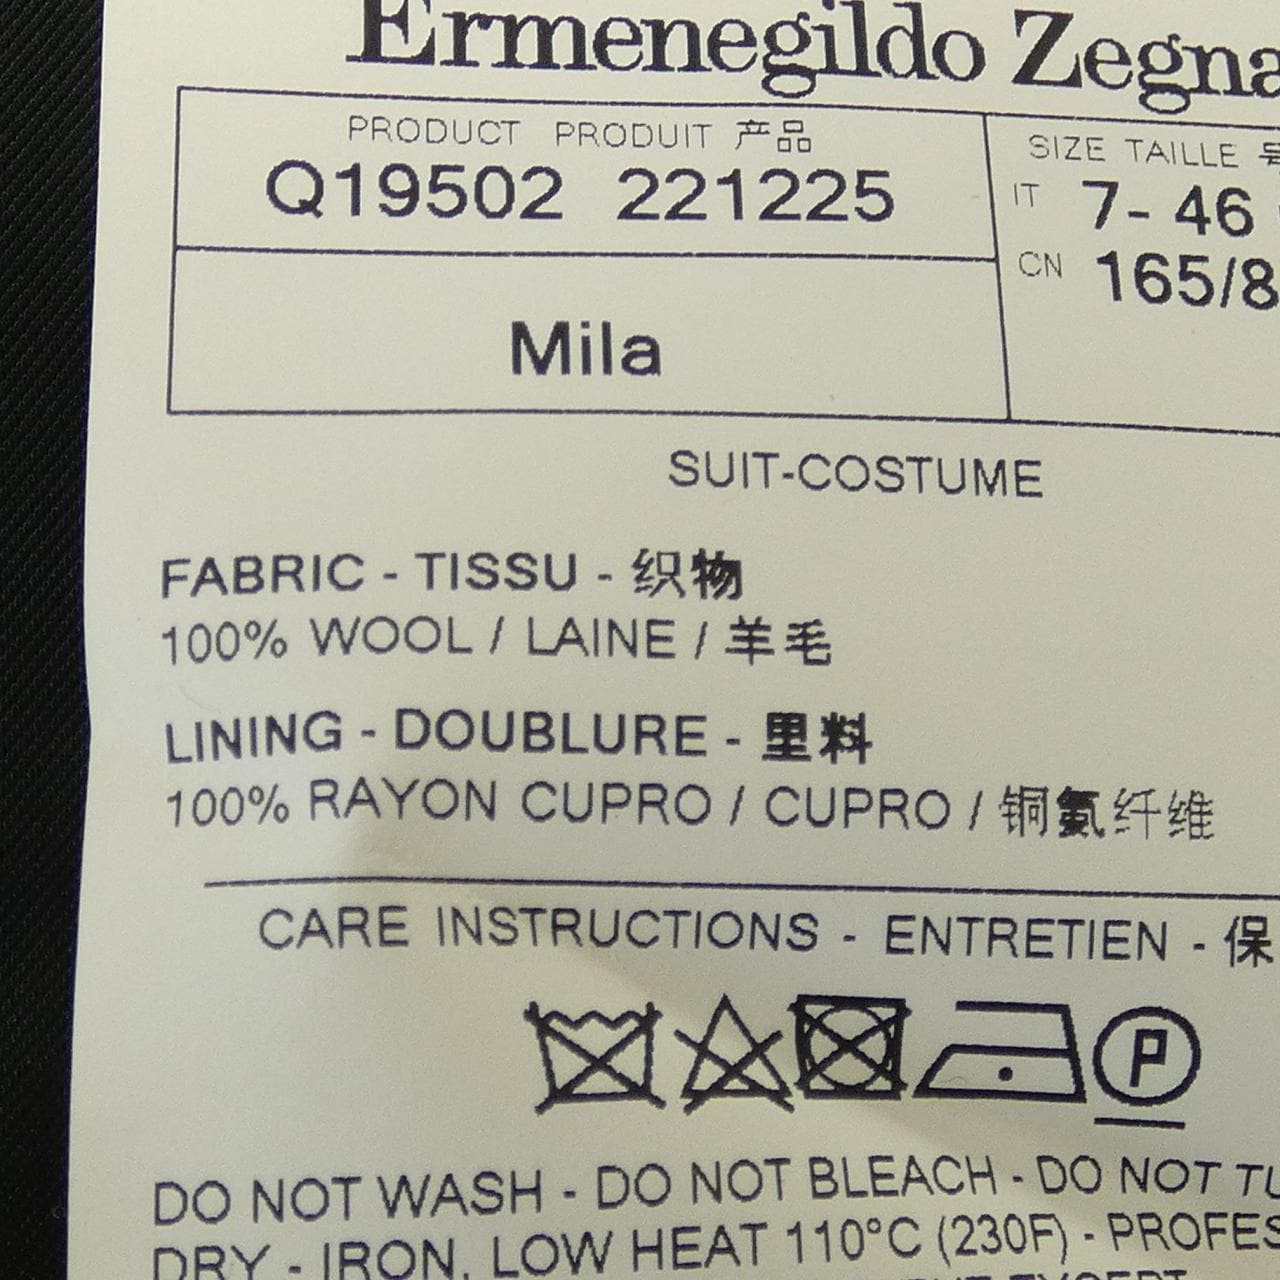 Ermenegildo Zegna
PRODUCT PRODUIT 产品
Q19502 221225
SIZE TAILLE 号
IT 7- 46
CN 165/8
Mila
SUIT-COSTUME
FABRIC - TISSU - 织物
100% WOOL / LAINE / 羊毛
LINING - DOUBLURE - 里料
100% RAYON CUPRO / CUPRO / 铜氨纤维
CARE INSTRUCTIONS - ENTRETIEN - 保
P
DO NOT WASH - DO NOT BLEACH - DO NOT TU
DRY - IRON, LOW HEAT 110°C (230F) - PROFES